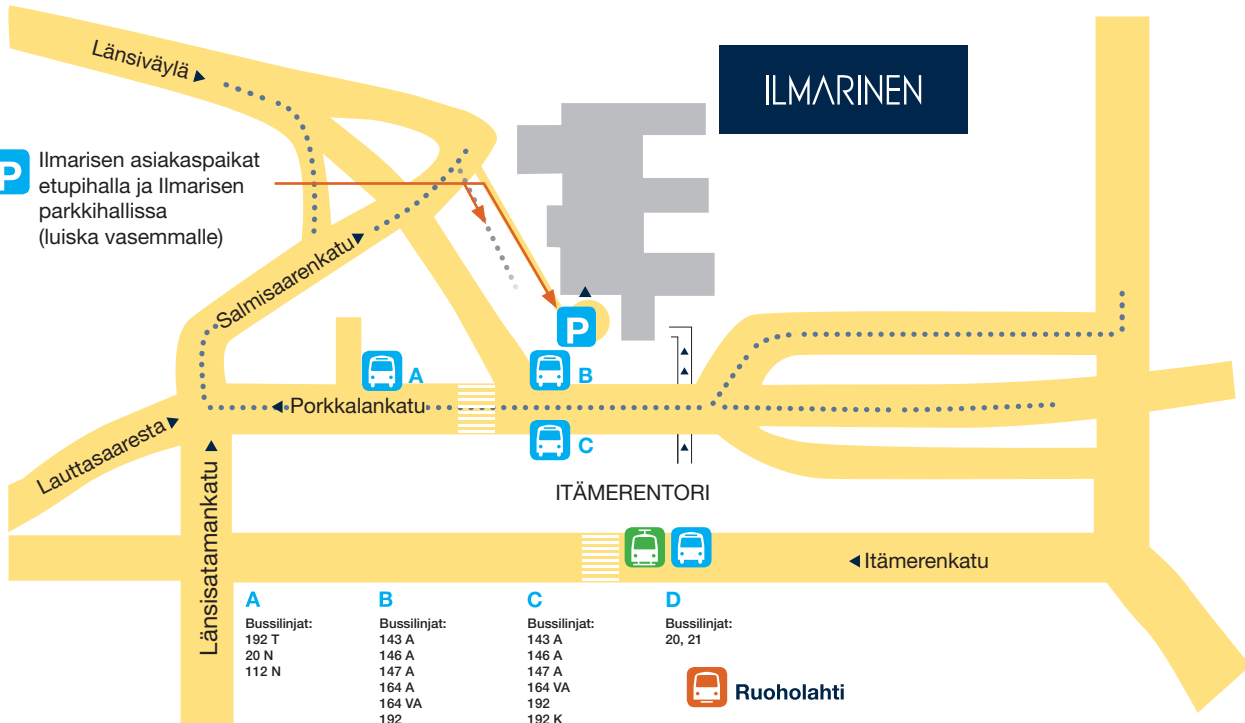 Länsiväylä
ILMARINEN
P
Ilmarisen asiakaspaikat
etupihalla ja Ilmarisen
parkkihallissa
(luiska vasemmalle)
Salmisaarenkatu
P
A
B
Porkkalankatu
C
Lauttasaaresta
Länsisatamankatu
ITÄMERENTORI
Itämerenkatu
A
Bussilinjat:
192 T
20 N
112 N
B
Bussilinjat:
143 A
146 A
147 A
164 A
164 VA
192
C
Bussilinjat:
143 A
146 A
147 A
164 VA
192
192 K
D
Bussilinjat:
20, 21
Ruoholahti